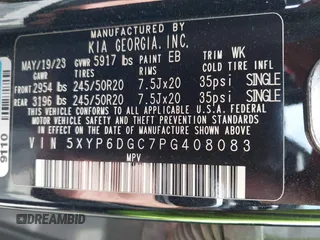 KIA GEORGIA, INC.
MAY/19/23 GVWR 5917 lbs PAINT EB TRIM WK
TIRES RIMS COLD TIRE INFL.
FRONT 2954 lbs 245/50R20 7.5Jx20 35psi SINGLE
REAR 3196 lbs 245/50R20 7.5Jx20 35psi SINGLE
THIS VEHICLE CONFORMS TO ALL APPLICABLE U.S.A. FEDERAL
MOTOR VEHICLE SAFETY AND THEFT PREVENTION STANDARDS IN
EFFECT ON THE DATE OF MANUFACTURE SHOWN ABOVE.
VIN 5XYP6DGC7PG408083
MPV
9110
DREAMBID